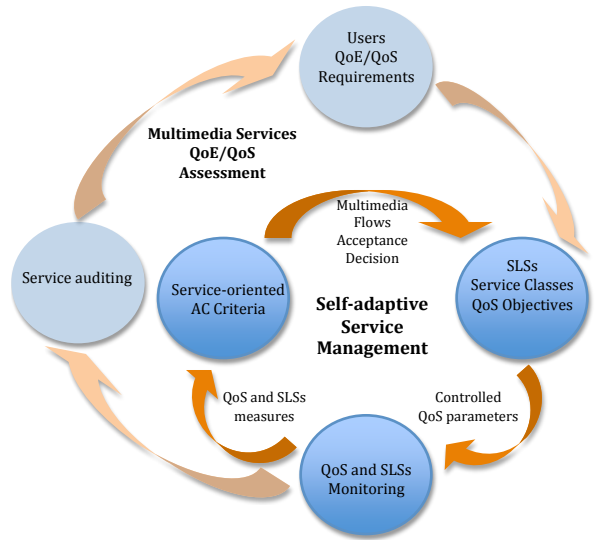 Users
QoE/QoS
Requirements
Multimedia Services
QoE/QoS
Assessment
Multimedia
Flows
Acceptance
Decision
Service auditing
Service-oriented
AC Criteria
SLSs
Service Classes
QoS Objectives
Self-adaptive
Service
Management
QoS and SLSs
measures
Controlled
QoS parameters
QoS and SLSs
Monitoring